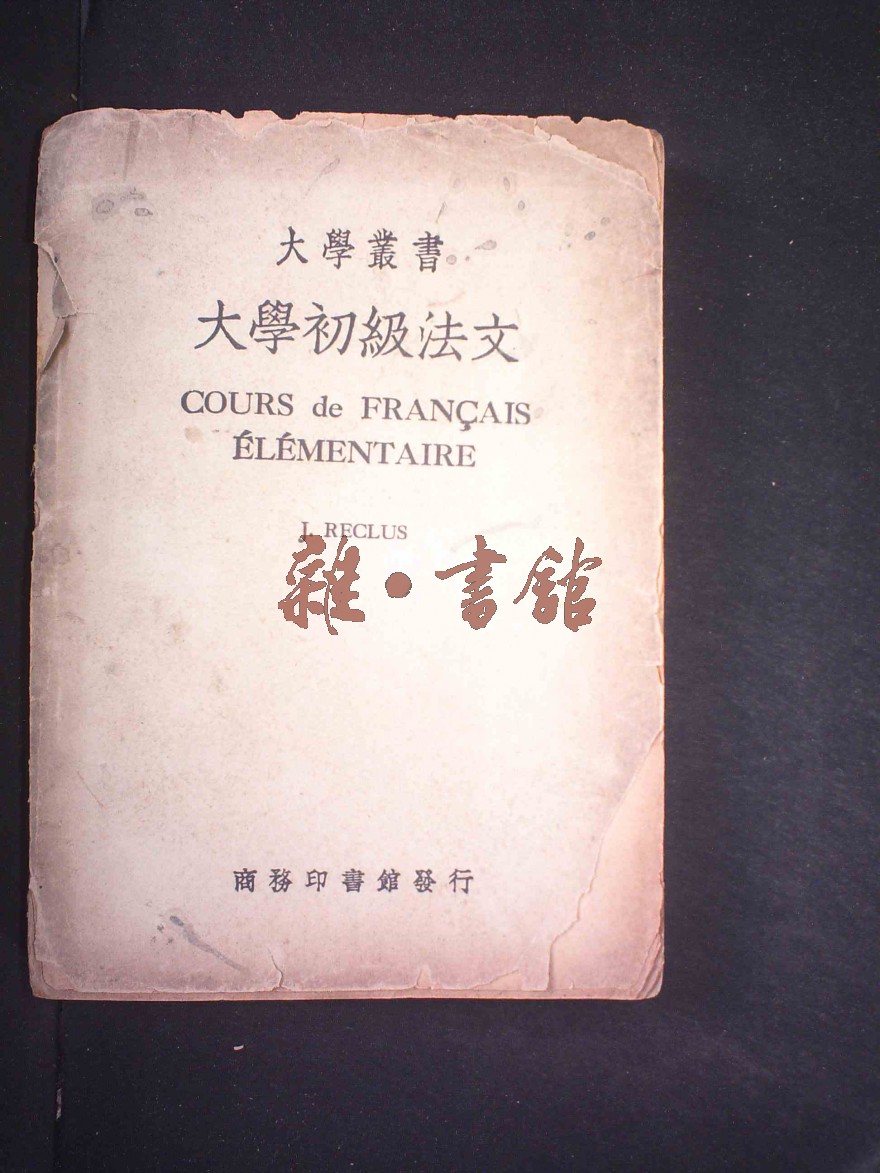 大學叢書
大學初級法文
COURS de FRANÇAIS
ÉLÉMENTAIRE
J. RECLUS
雜·書館
商務印書館發行